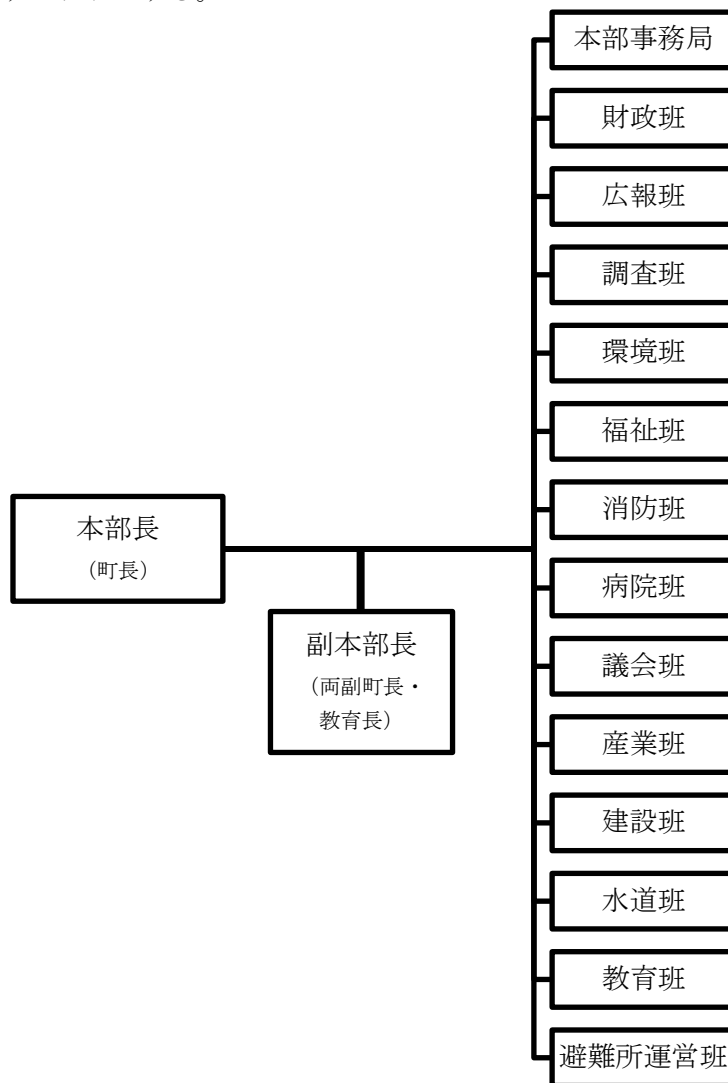 本部事務局
財政班
広報班
調査班
環境班
福祉班
消防班
本部長
（町長）
病院班
副本部長
（両副町長・
教育長）
議会班
産業班
建設班
水道班
教育班
避難所運営班